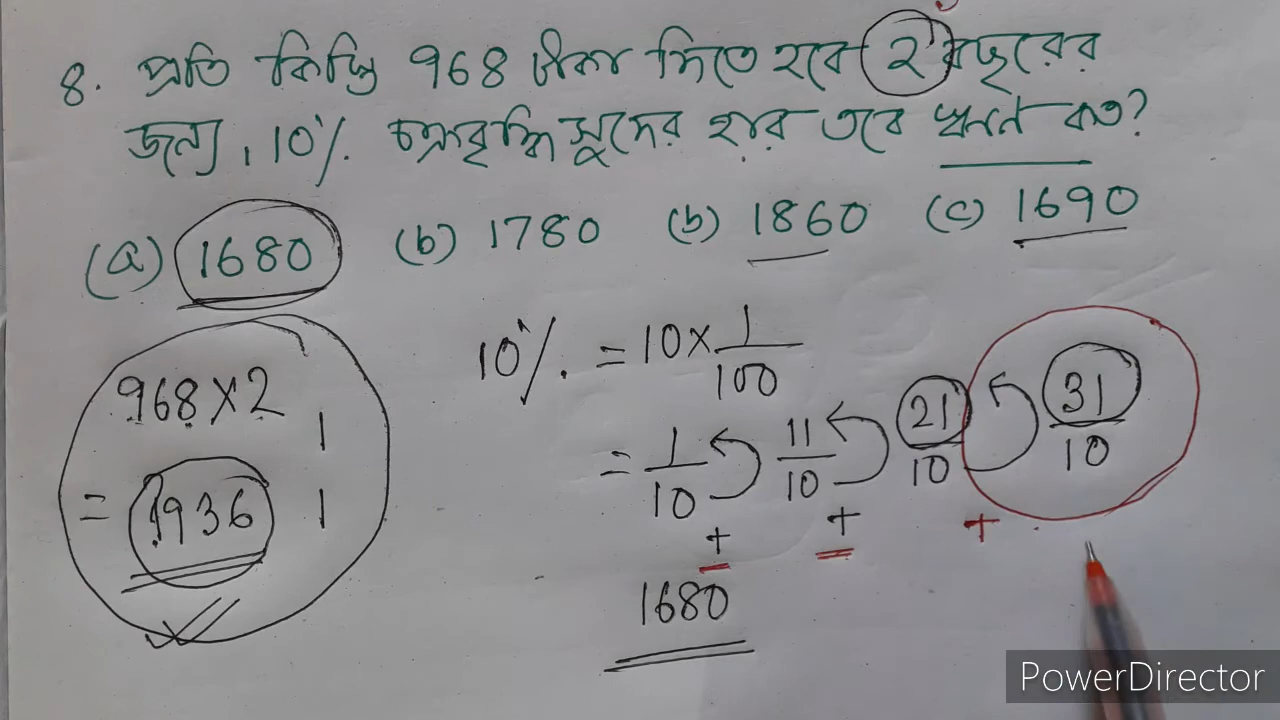 8. প্রতি কিস্তি 968 টাকা দিতে হবে 2 বছরের
জন্য, 10% চক্রবৃদ্ধি সুদের হার তবে ঋণ কত?
(a) 1680 (b) 1780 (b) 1860 (c) 1690
968×2
= 1936
10% = 10 × 1/100
= 1/10 11/10 21/10 31/10
+ + +
1680
PowerDirector